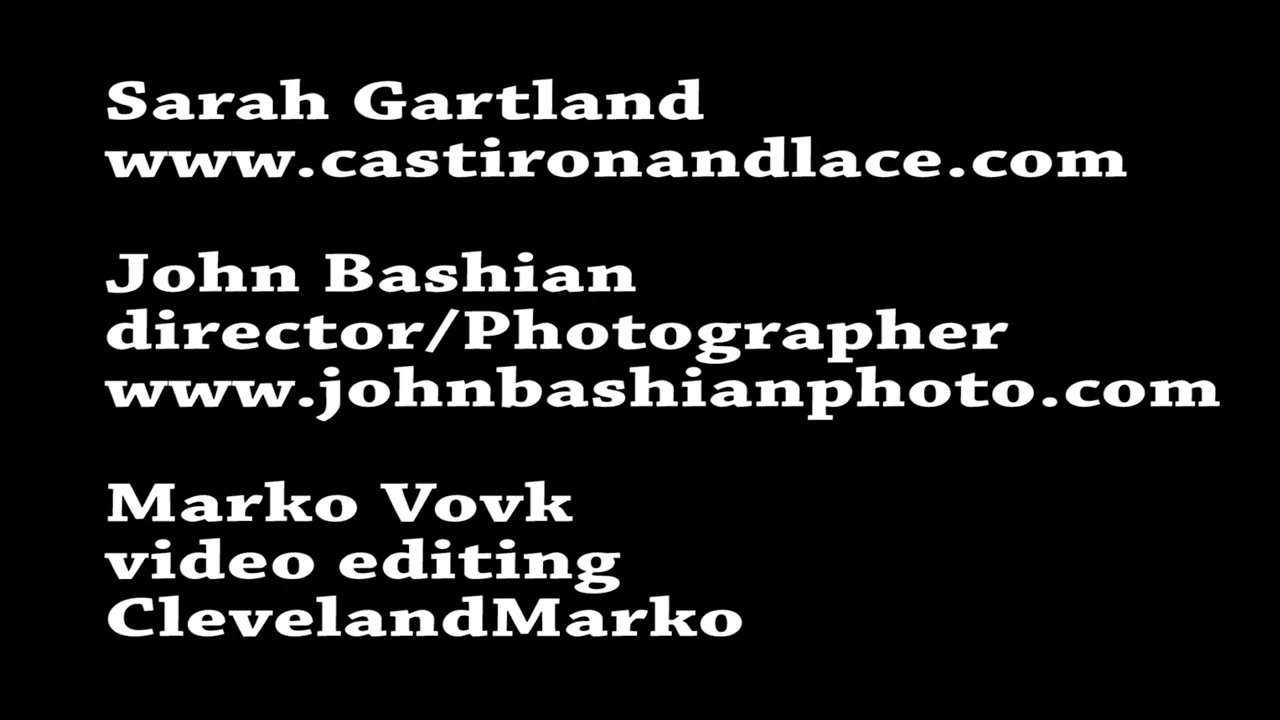 Sarah Gartland
www.castironandlace.com
John Bashian
director/Photographer
www.johnbashianphoto.com
Marko Vovk
video editing
ClevelandMarko